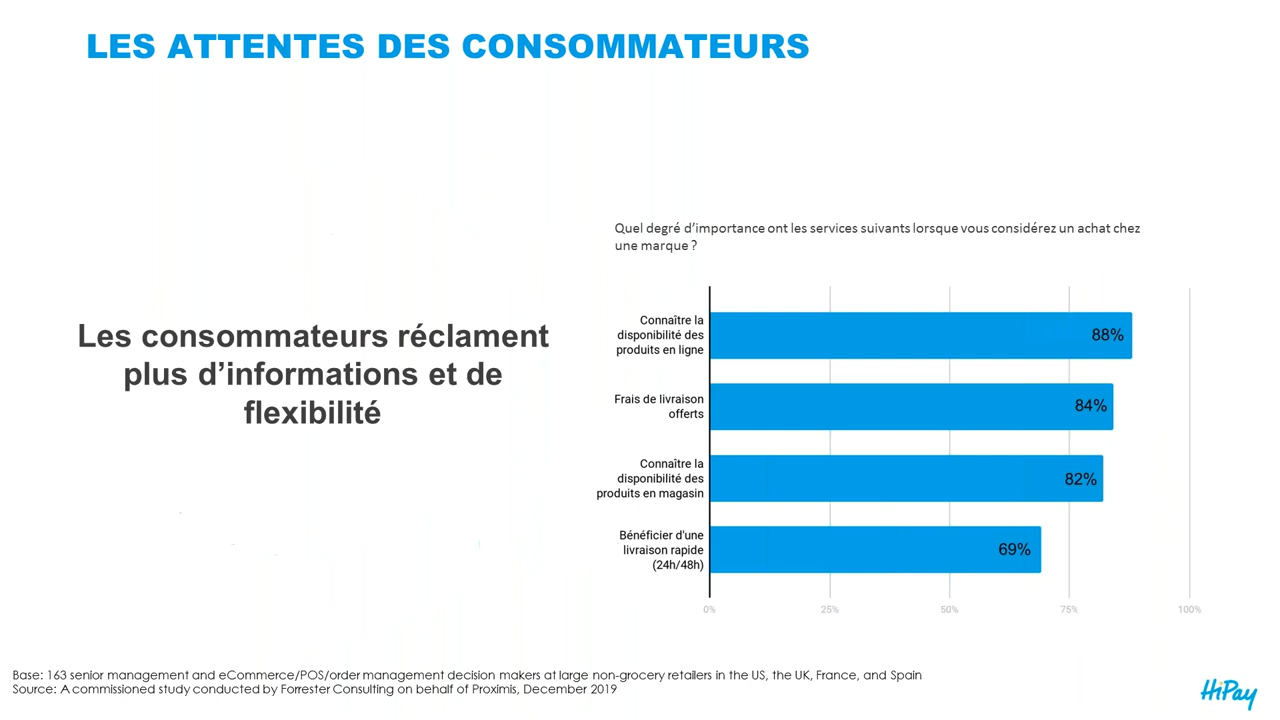 LES ATTENTES DES CONSOMMATEURS
Les consommateurs réclament
plus d’informations et de
flexibilité
Quel degré d’importance ont les services suivants lorsque vous considérez un achat chez
une marque ?
Connaître la
disponibilité des
produits en ligne
88%
Frais de livraison
offerts
84%
Connaître la
disponibilité des
produits en magasin
82%
Bénéficier d'une
livraison rapide
(24h/48h)
69%
0%
25%
50%
75%
100%
Base: 163 senior management and eCommerce/POS/order management decision makers at large non-grocery retailers in the US, the UK, France, and Spain
Source: A commissioned study conducted by Forrester Consulting on behalf of Proximis, December 2019
HiPay